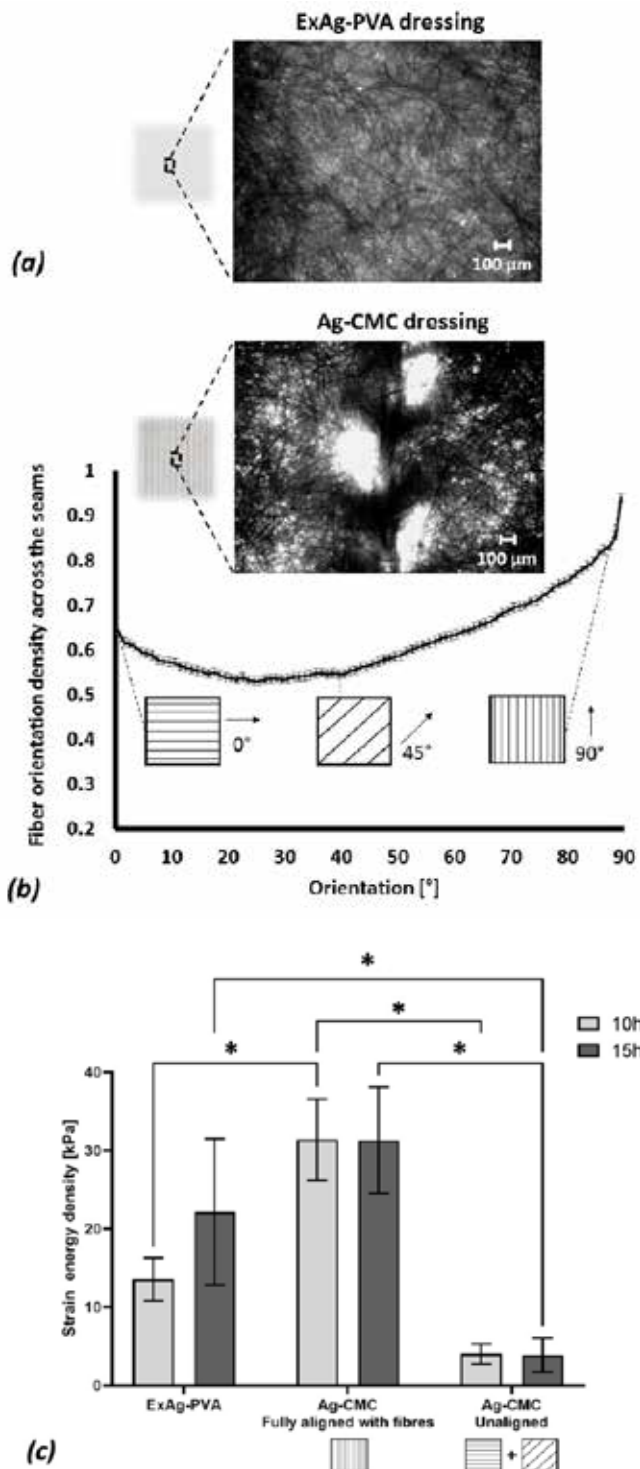 ExAg-PVA dressing
100 µm
(a)
Ag-CMC dressing
100 µm
Fiber orientation density across the seams
1
0.9
0.8
0.7
0.6
0.5
0.4
0.3
0.2
0°
45°
90°
0 10 20 30 40 50 60 70 80 90
Orientation [°]
(b)
*
*
* *
10h
15h
Strain energy density [kPa]
40
30
20
10
0
ExAg-PVA
Ag-CMC
Fully aligned with fibres
Ag-CMC
Unaligned
+
(c)